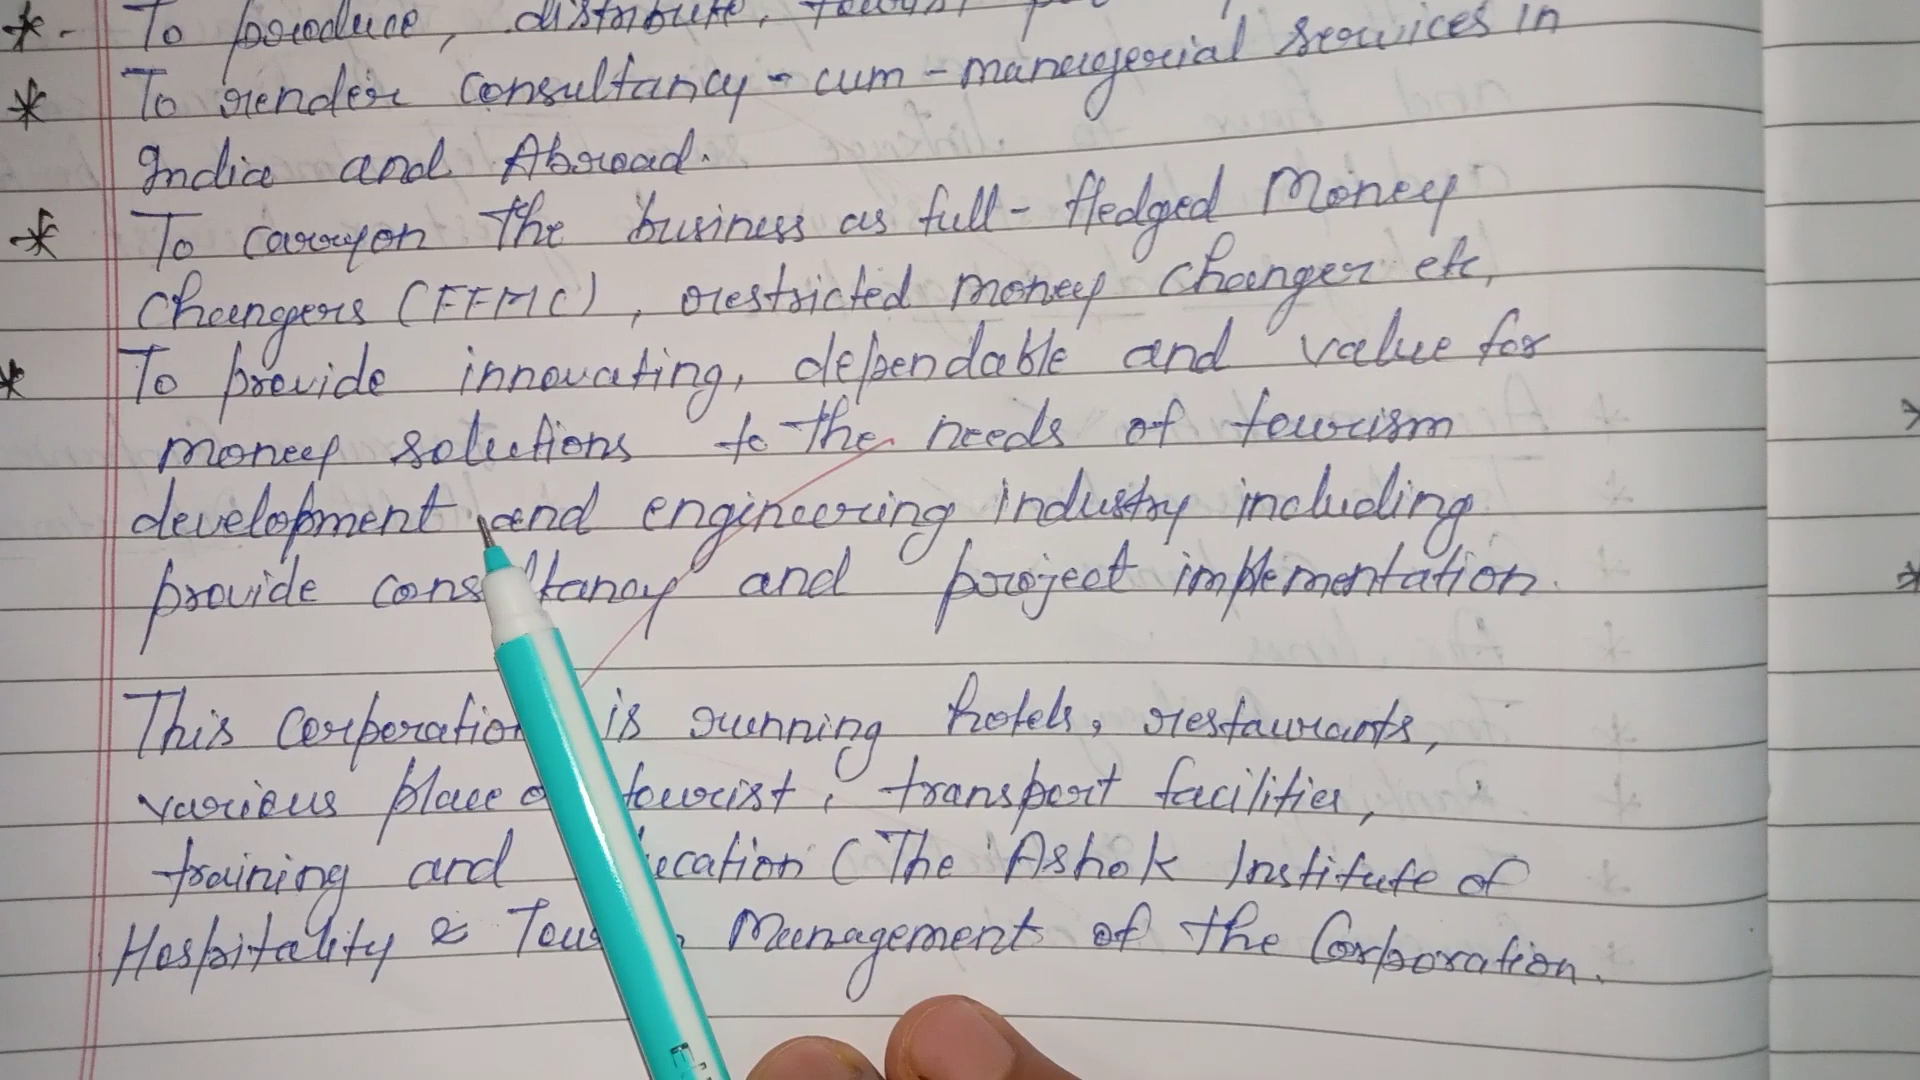 *. To produce, distribute, tourist
* To render consultancy - cum - managerial services in
India and Abroad.
* To carryon the business as full - fledged Money
Changers (FFMC), restricted money changer etc,
* To provide innovating, dependable and value for
money solutions to the needs of tourism
development and engineering industry including
provide consultancy and project implementation.
This Corporation is running hotels, restaurants,
various place tourist, transport facilities,
training and (The Ashok Institute of
Hospitality & Management of the Corporation.